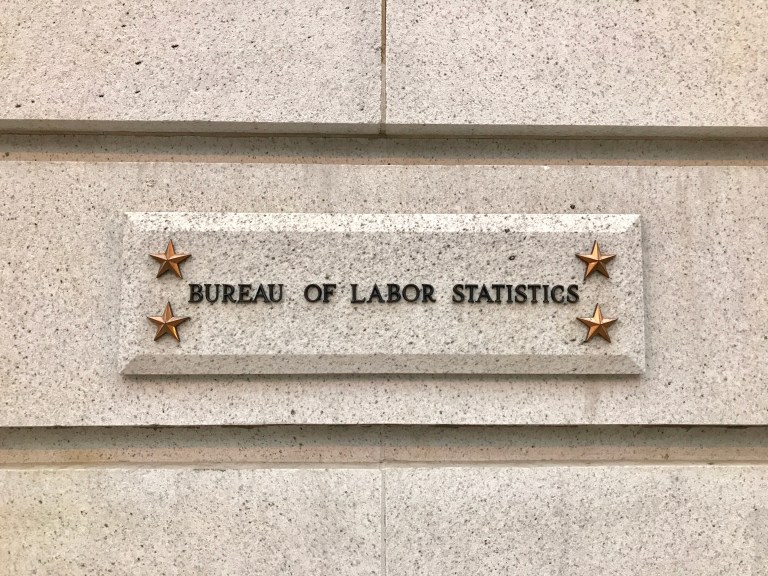 BUREAU OF LABOR STATISTICS